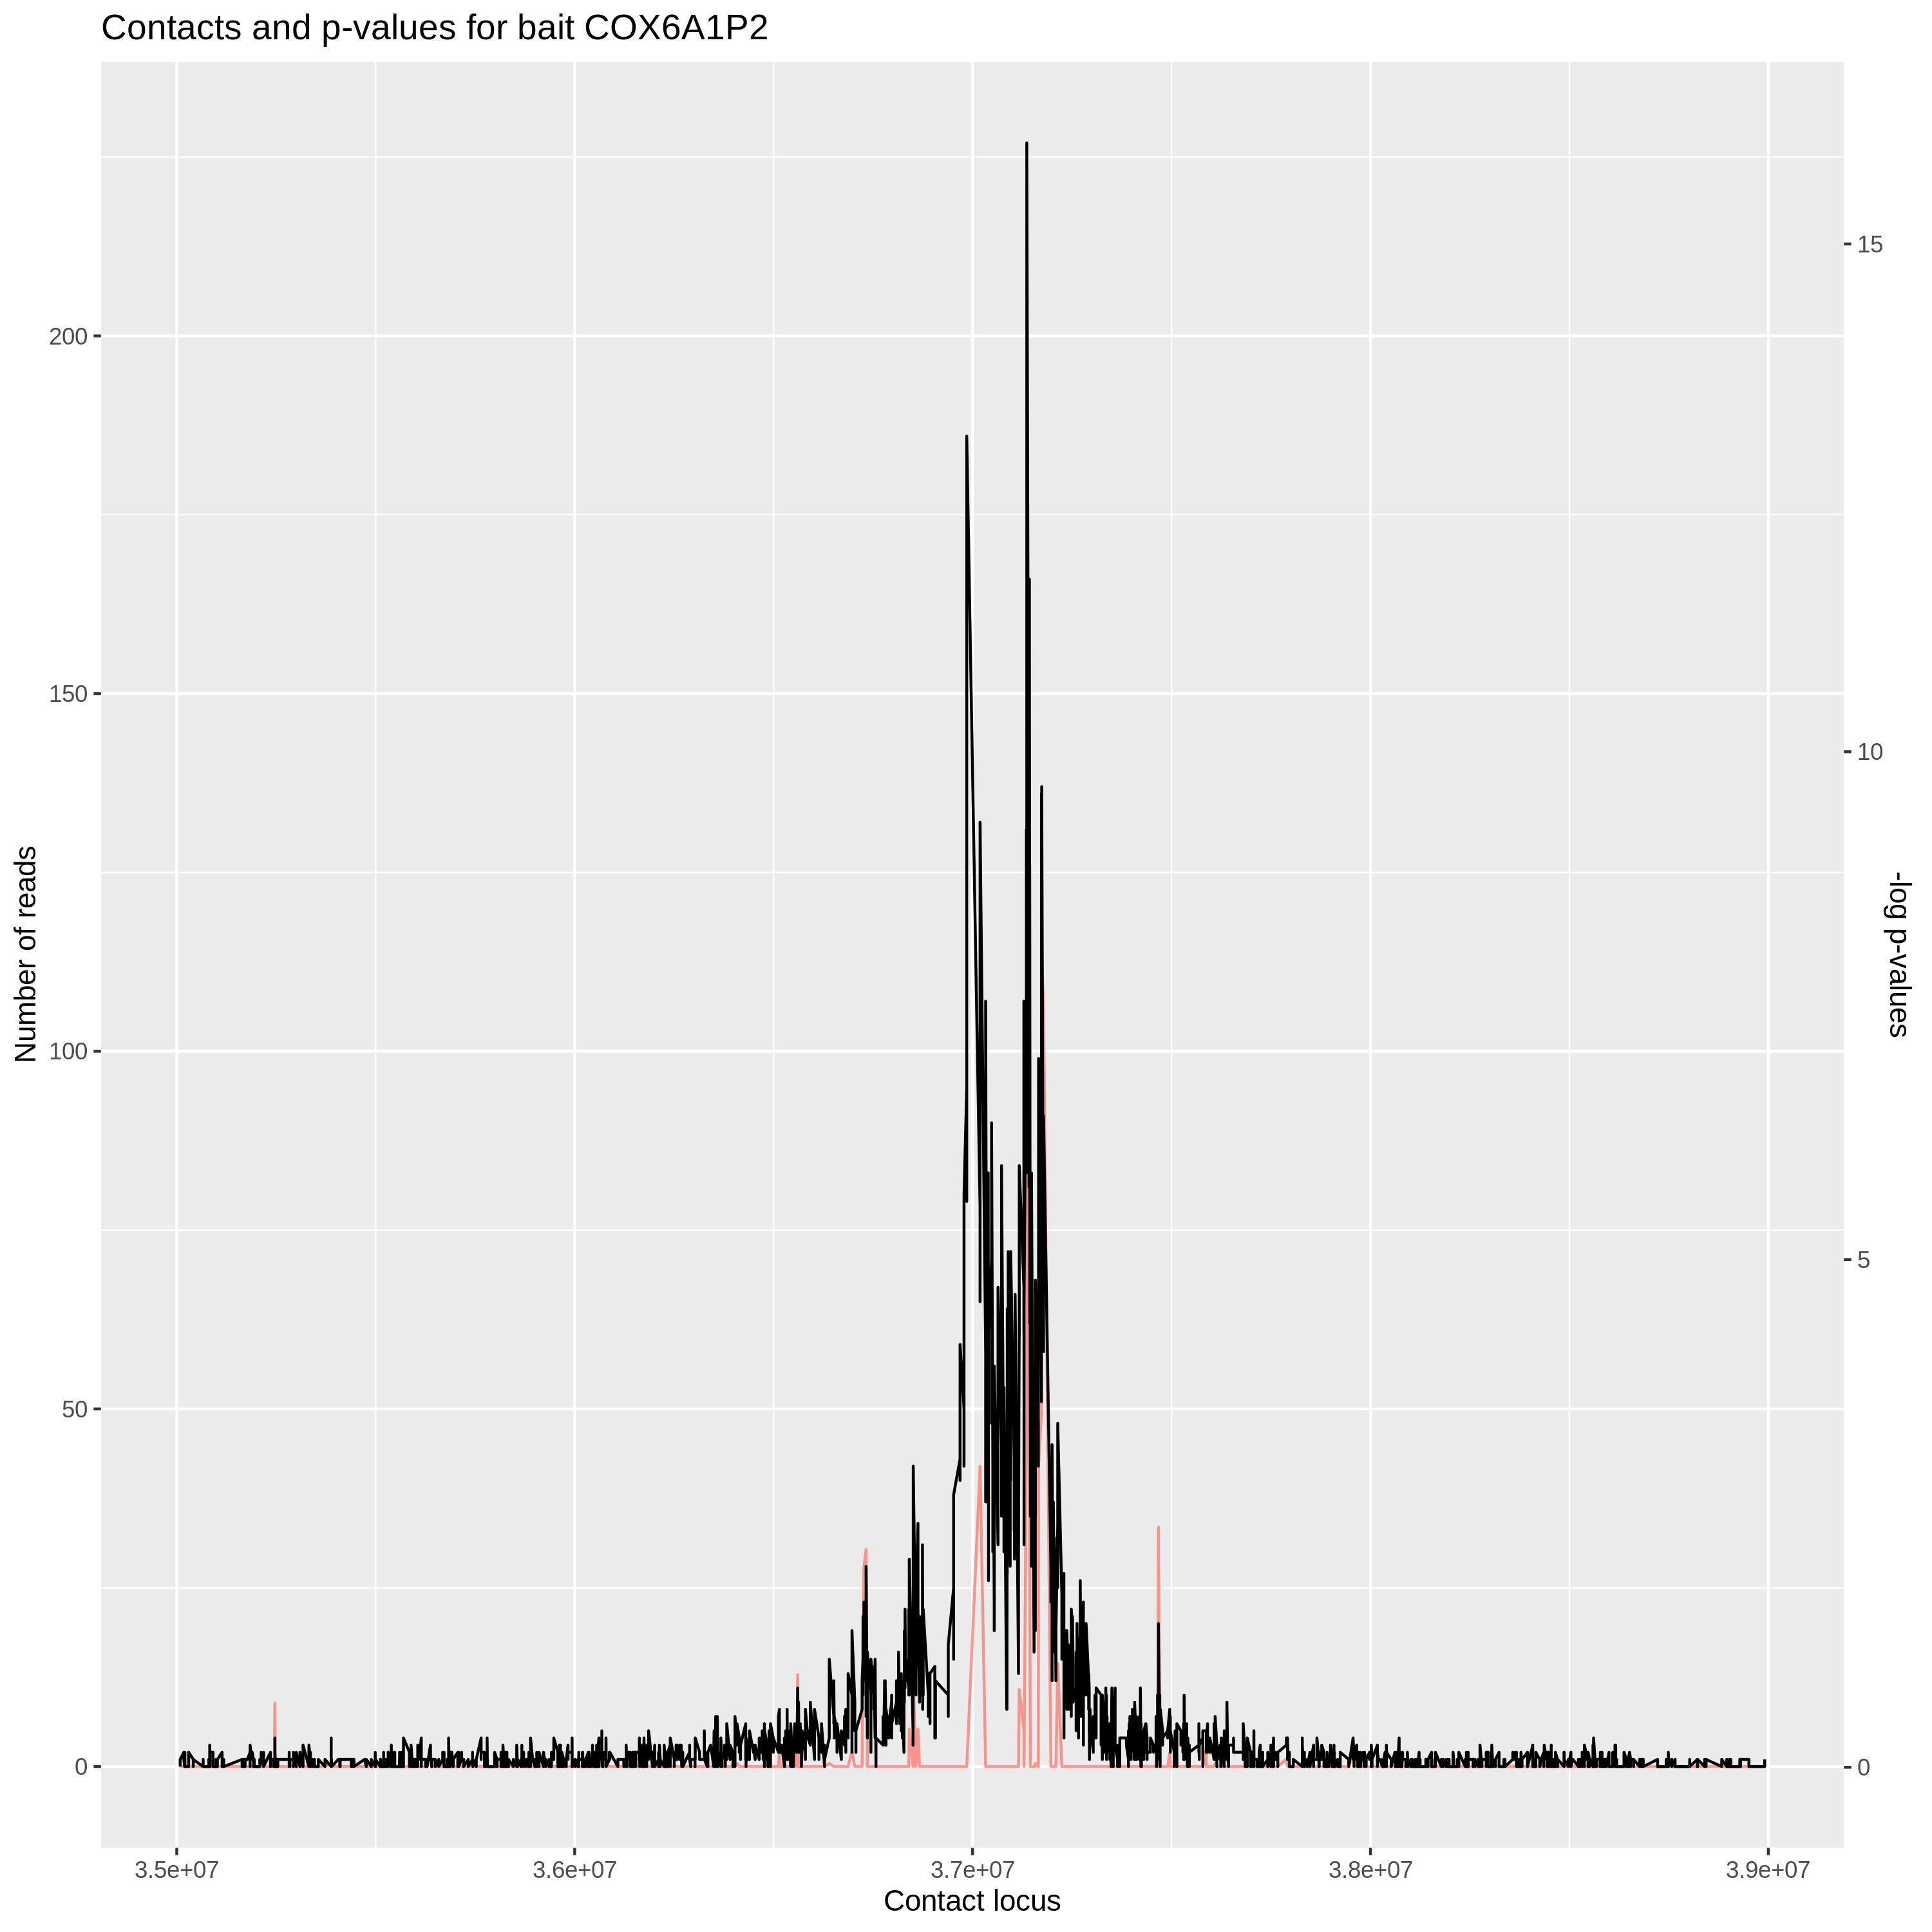 Contacts and p-values for bait COX6A1P2
Number of reads
200
150
100
50
0
15
10
5
0
-log p-values
3.5e+07
3.6e+07
3.7e+07
3.8e+07
3.9e+07
Contact locus